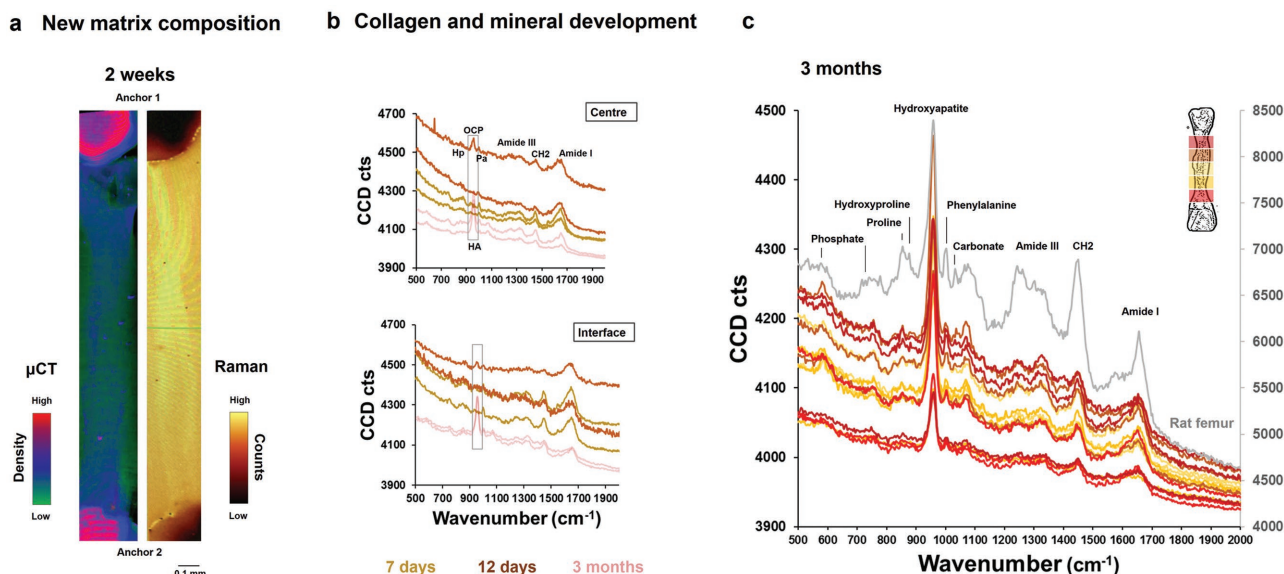 a New matrix composition
2 weeks
Anchor 1
µCT
High
Density
Low
Raman
High
Counts
Low
Anchor 2
0.1 mm
b Collagen and mineral development
Centre
4700
4500
4300
4100
3900
CCD cts
OCP
Hp
Pa
Amide III
CH2
Amide I
HA
500 700 900 1100 1300 1500 1700 1900
Interface
4700
4500
4300
4100
3900
CCD cts
500 700 900 1100 1300 1500 1700 1900
Wavenumber (cm-1)
7 days 12 days 3 months
c
3 months
4500
4400
4300
4200
4100
4000
3900
CCD cts
Hydroxyapatite
Hydroxyproline
Proline
Phosphate
Phenylalanine
Carbonate
Amide III
CH2
Amide I
Rat femur
8500
8000
7500
7000
6500
6000
5500
5000
4500
4000
500 600 700 800 900 1000 1100 1200 1300 1400 1500 1600 1700 1800 1900 2000
Wavenumber (cm-1)